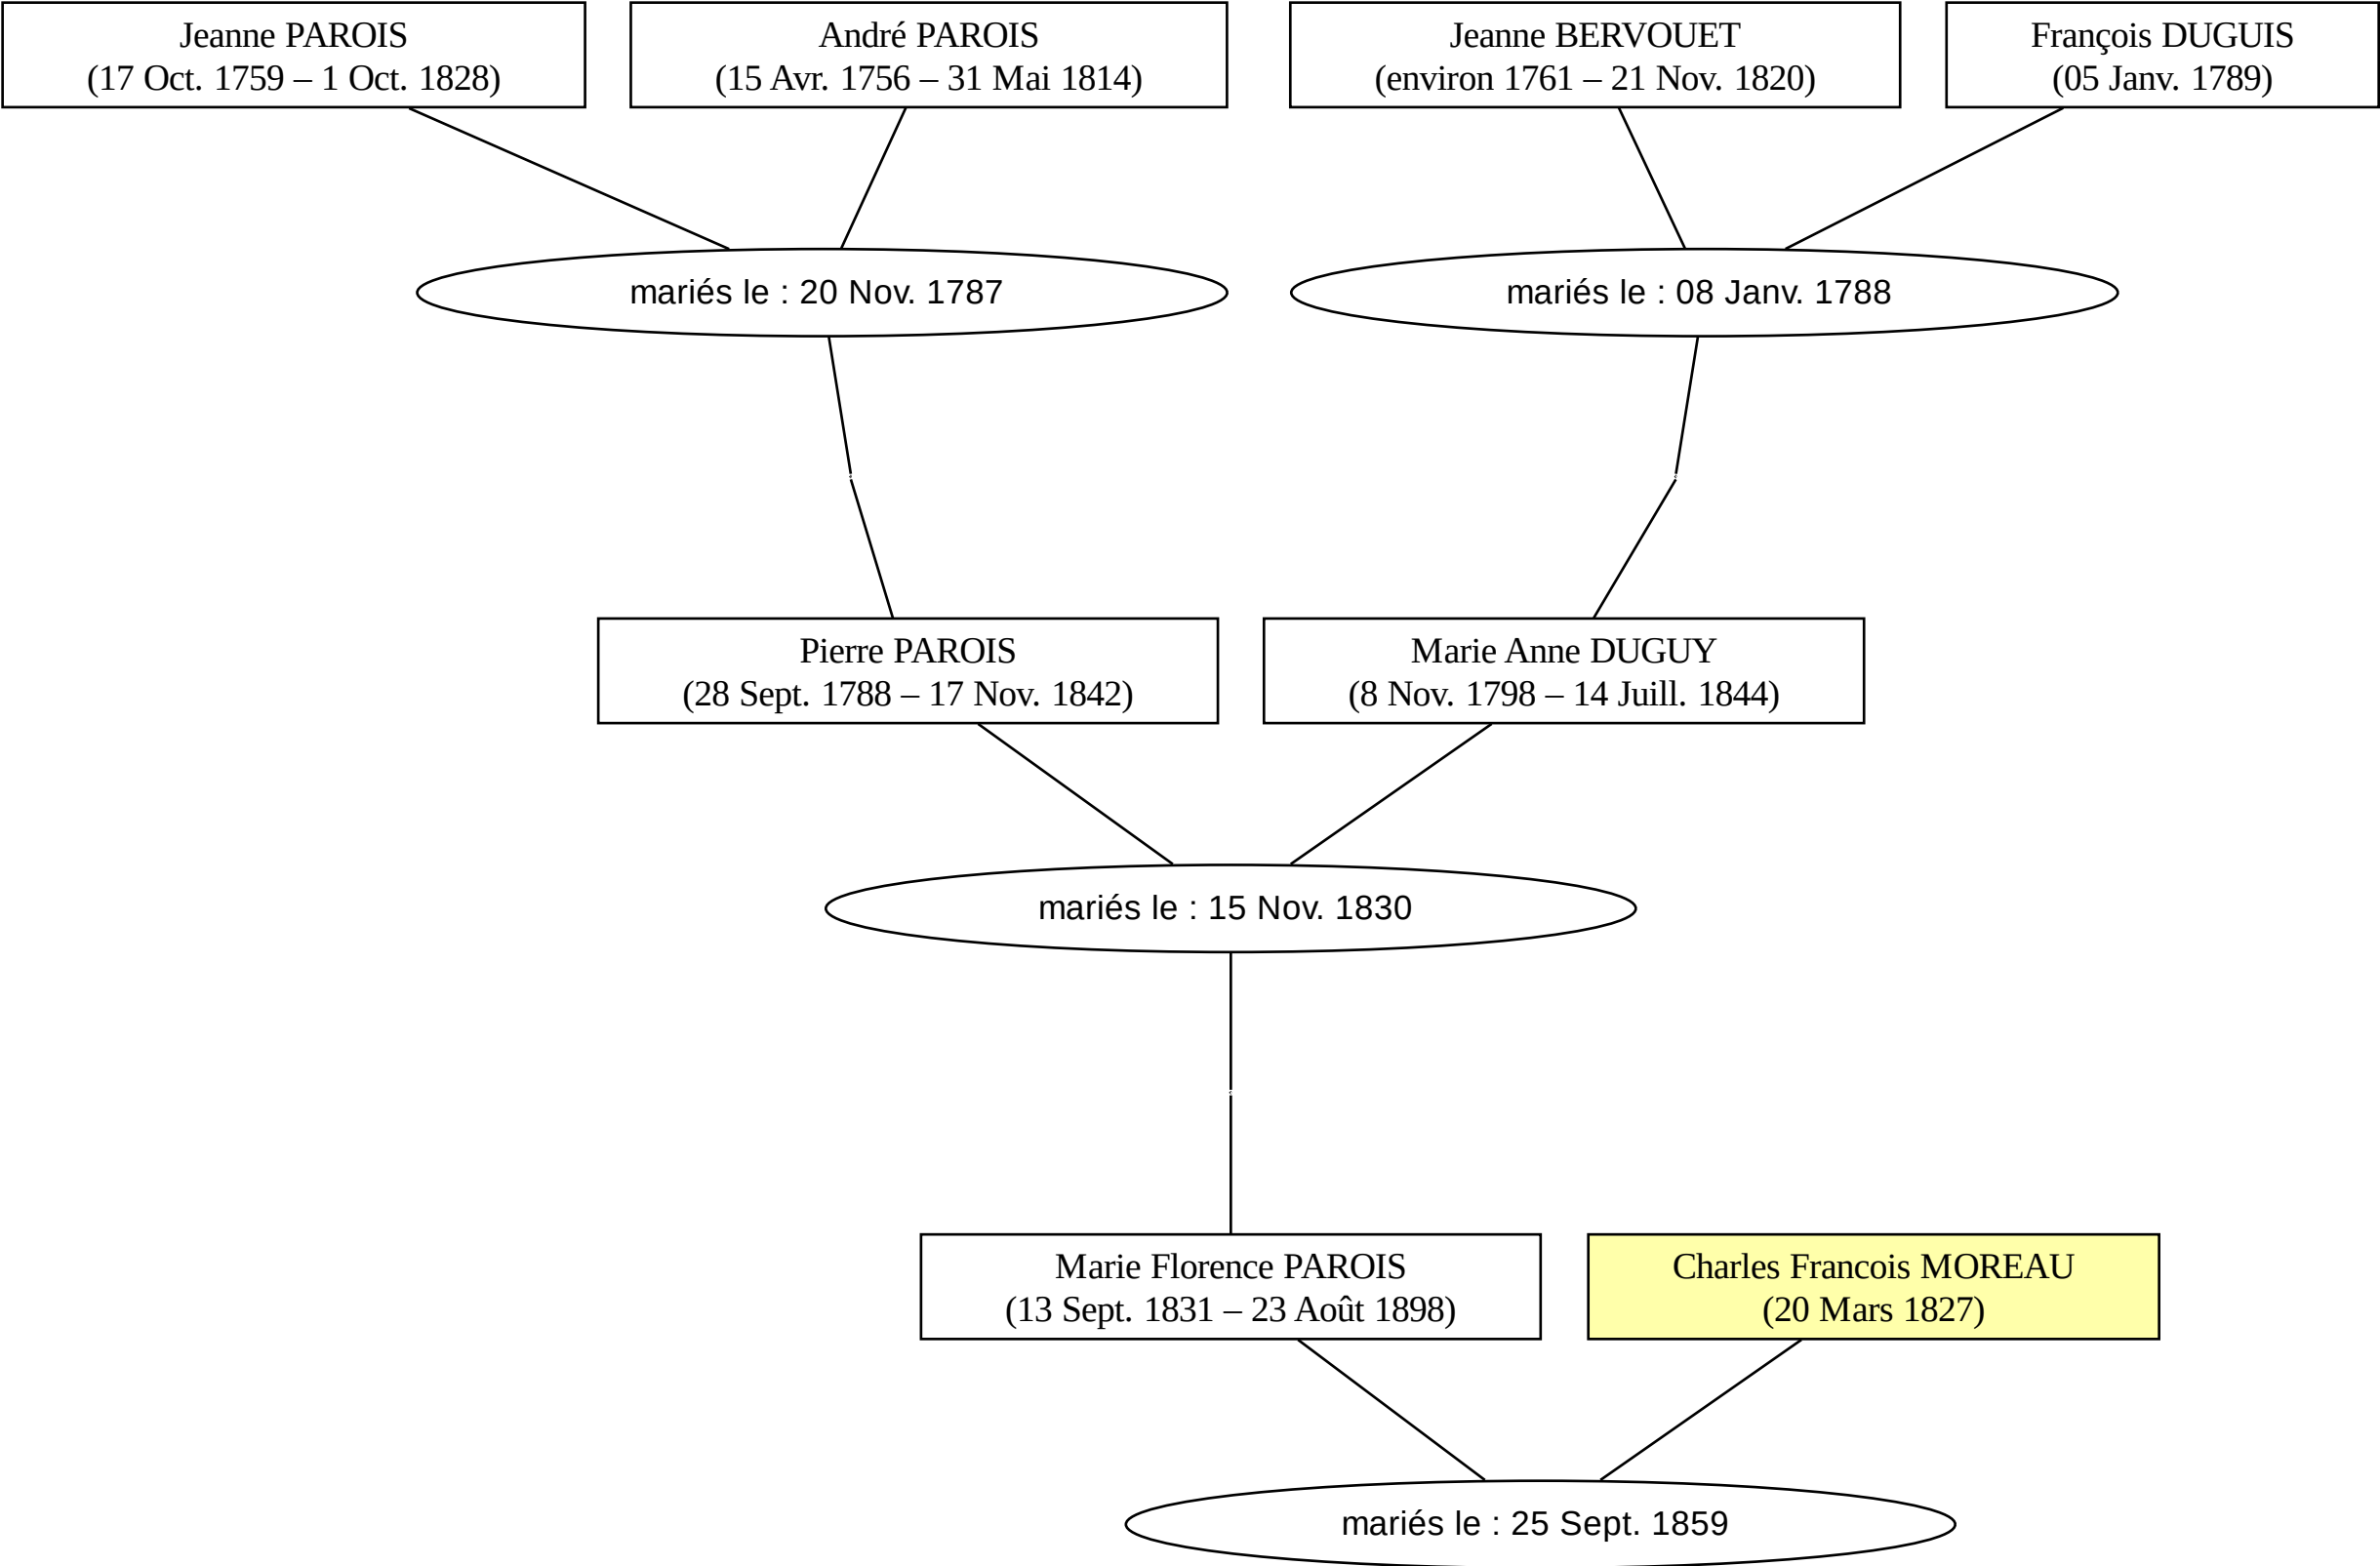 Jeanne PAROIS
(17 Oct. 1759 – 1 Oct. 1828)
André PAROIS
(15 Avr. 1756 – 31 Mai 1814)
Jeanne BERVOUET
(environ 1761 – 21 Nov. 1820)
François DUGUIS
(05 Janv. 1789)
mariés le : 20 Nov. 1787
mariés le : 08 Janv. 1788
Pierre PAROIS
(28 Sept. 1788 – 17 Nov. 1842)
Marie Anne DUGUY
(8 Nov. 1798 – 14 Juill. 1844)
mariés le : 15 Nov. 1830
Marie Florence PAROIS
(13 Sept. 1831 – 23 Août 1898)
Charles Francois MOREAU
(20 Mars 1827)
mariés le : 25 Sept. 1859